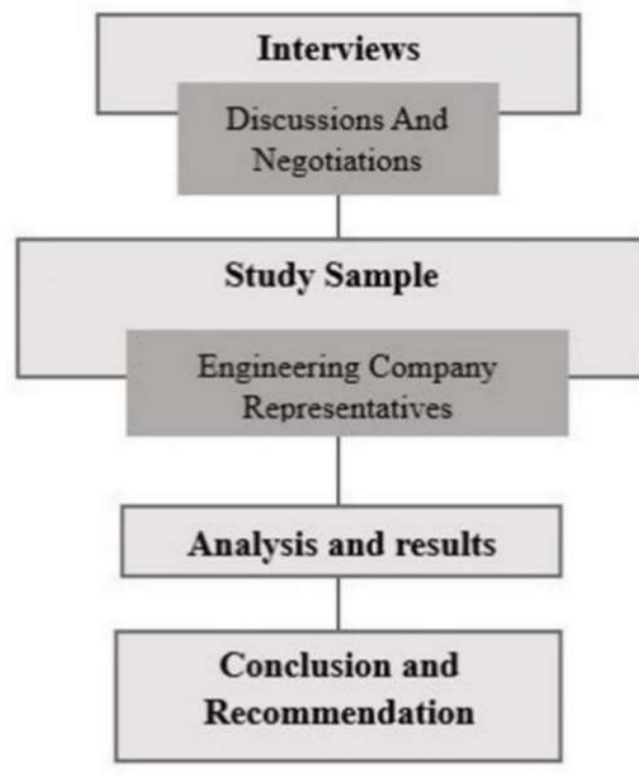 Interviews
Discussions And
Negotiations
Study Sample
Engineering Company
Representatives
Analysis and results
Conclusion and
Recommendation